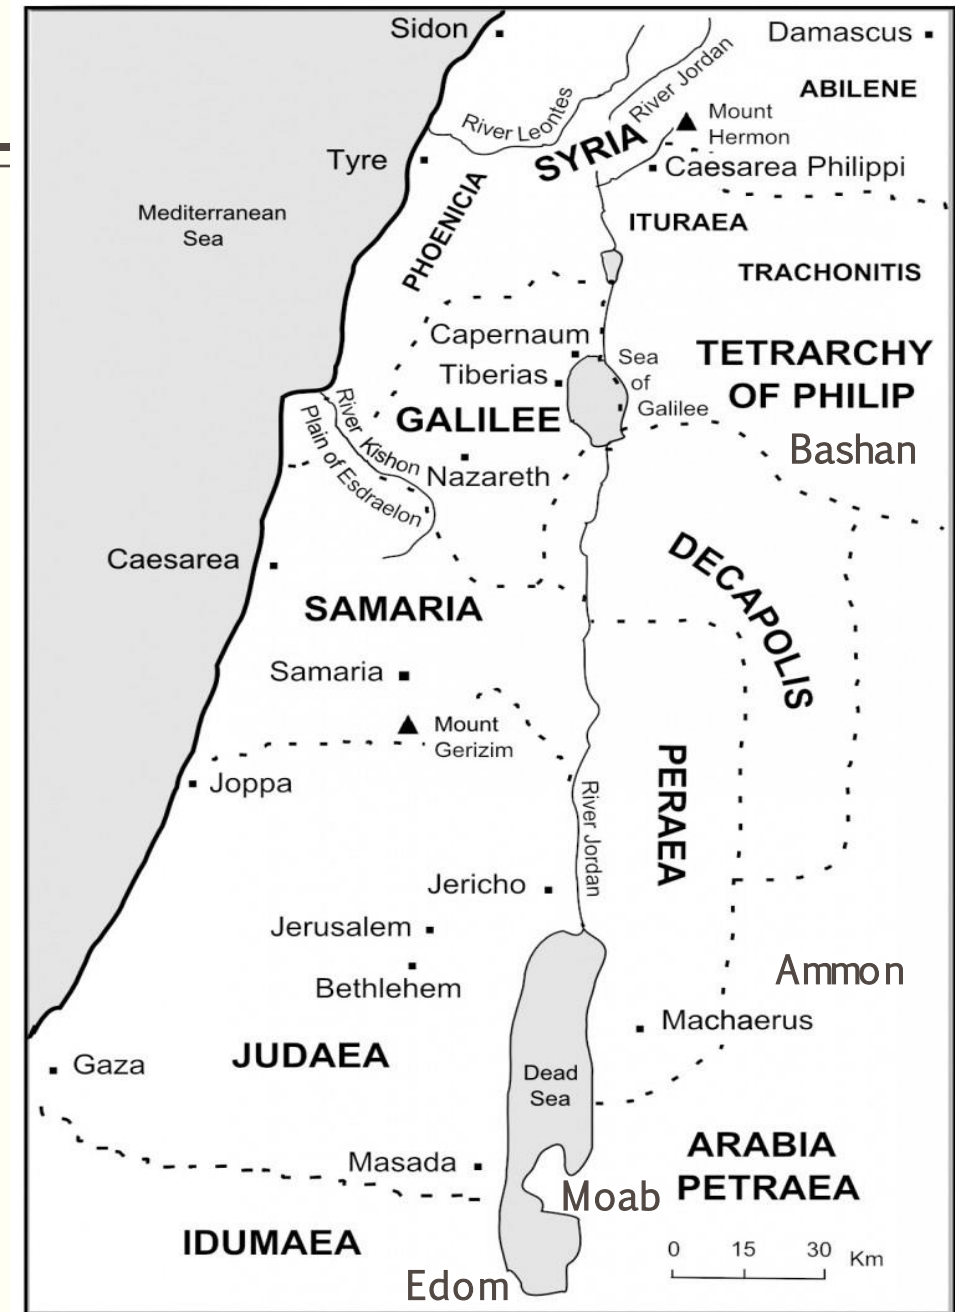 Sidon
Damascus
ABILENE
River Jordan
Mount
Hermon
River Leontes
SYRIA
Tyre
Caesarea Philippi
Mediterranean
Sea
PHOENICIA
ITURAEA
TRACHONITIS
Capernaum
Sea
of
Galilee
TETRARCHY
OF PHILIP
Tiberias
GALILEE
Bashan
River Kishon
Plain of Esdraelon
Nazareth
Caesarea
DECAPOLIS
SAMARIA
Samaria
Mount
Gerizim
Joppa
PERAEA
River Jordan
Jericho
Jerusalem
Bethlehem
Ammon
Machaerus
JUDAEA
Gaza
Dead
Sea
Masada
ARABIA
PETRAEA
Moab
IDUMAEA
0 15 30 Km
Edom